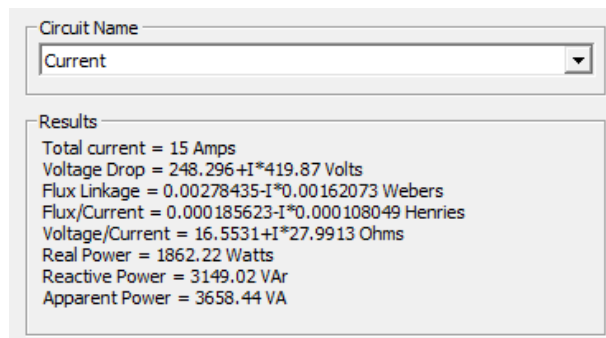 Circuit Name
Current
Results
Total current = 15 Amps
Voltage Drop = 248.296+I*419.87 Volts
Flux Linkage = 0.00278435-I*0.00162073 Webers
Flux/Current = 0.000185623-I*0.000108049 Henries
Voltage/Current = 16.5531+I*27.9913 Ohms
Real Power = 1862.22 Watts
Reactive Power = 3149.02 VAr
Apparent Power = 3658.44 VA